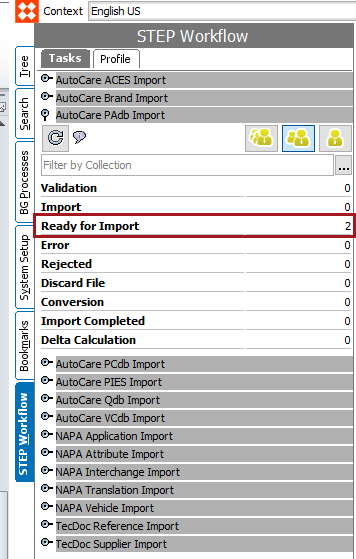 Context English US
STEP Workflow
Tasks Profile
AutoCare ACES Import
AutoCare Brand Import
AutoCare PAdb Import
Filter by Collection ...
Validation 0
Import 0
Ready for Import 2
Error 0
Rejected 0
Discard File 0
Conversion 0
Import Completed 0
Delta Calculation 0
AutoCare PCdb Import
AutoCare PIES Import
AutoCare Qdb Import
AutoCare VCdb Import
NAPA Application Import
NAPA Attribute Import
NAPA Interchange Import
NAPA Translation Import
NAPA Vehicle Import
TecDoc Reference Import
TecDoc Supplier Import
Tree
Search
BG Processes
System Setup
Bookmarks
STEP Workflow